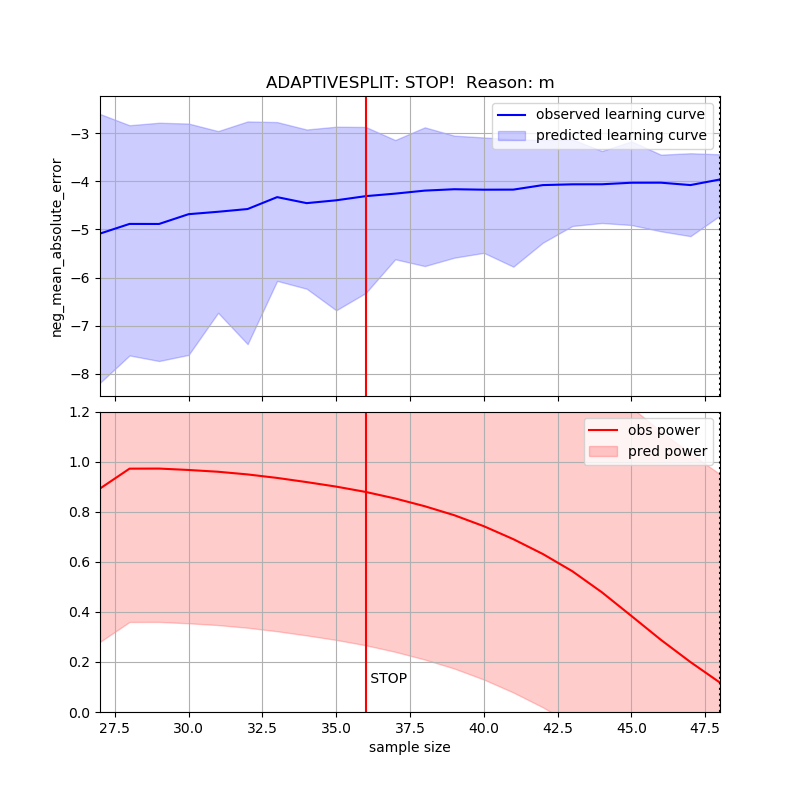 ADAPTIVESPLIT: STOP!  Reason: m
observed learning curve
predicted learning curve
neg_mean_absolute_error
−3
−4
−5
−6
−7
−8
obs power
pred power
1.2
1.0
0.8
0.6
0.4
0.2
0.0
STOP
27.5 30.0 32.5 35.0 37.5 40.0 42.5 45.0 47.5
sample size